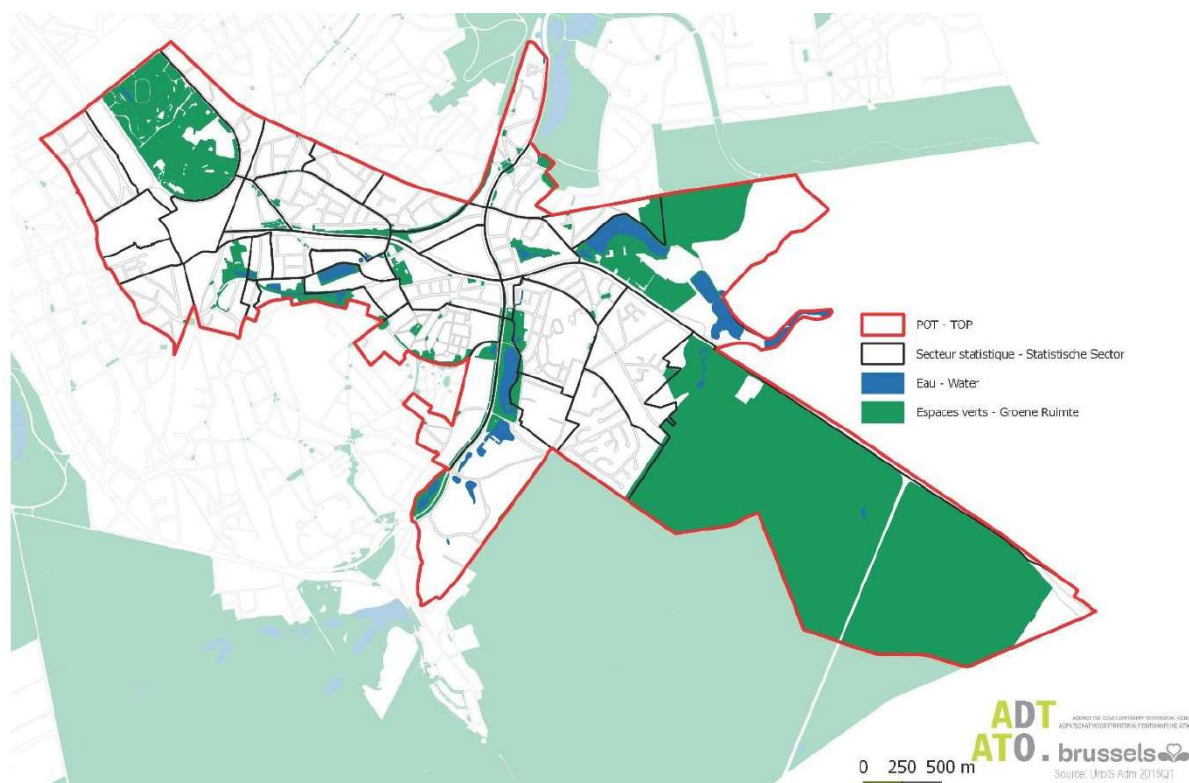 POT - TOP
Secteur statistique - Statistische Sector
Eau - Water
Espaces verts - Groene Ruimte
ADT
ATO. brussels
0 250 500 m
Source: UrbIS Adm 2015Q1